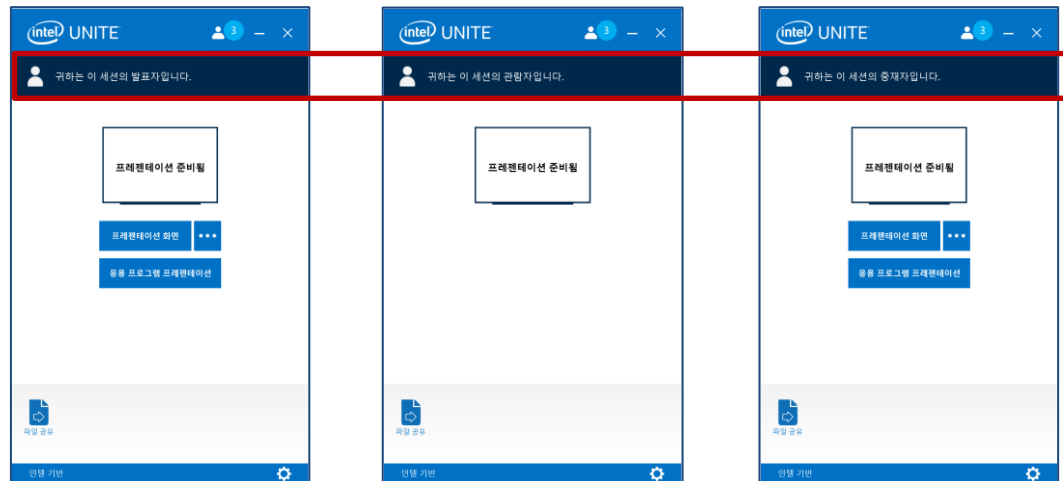 intel UNITE 3
귀하는 이 세션의 발표자입니다.
프레젠테이션 준비됨
프레젠테이션 화면
응용 프로그램 프레젠테이션
파일 공유
인텔 기반
intel UNITE 3
귀하는 이 세션의 관람자입니다.
프레젠테이션 준비됨
파일 공유
인텔 기반
intel UNITE 3
귀하는 이 세션의 중재자입니다.
프레젠테이션 준비됨
프레젠테이션 화면
응용 프로그램 프레젠테이션
파일 공유
인텔 기반